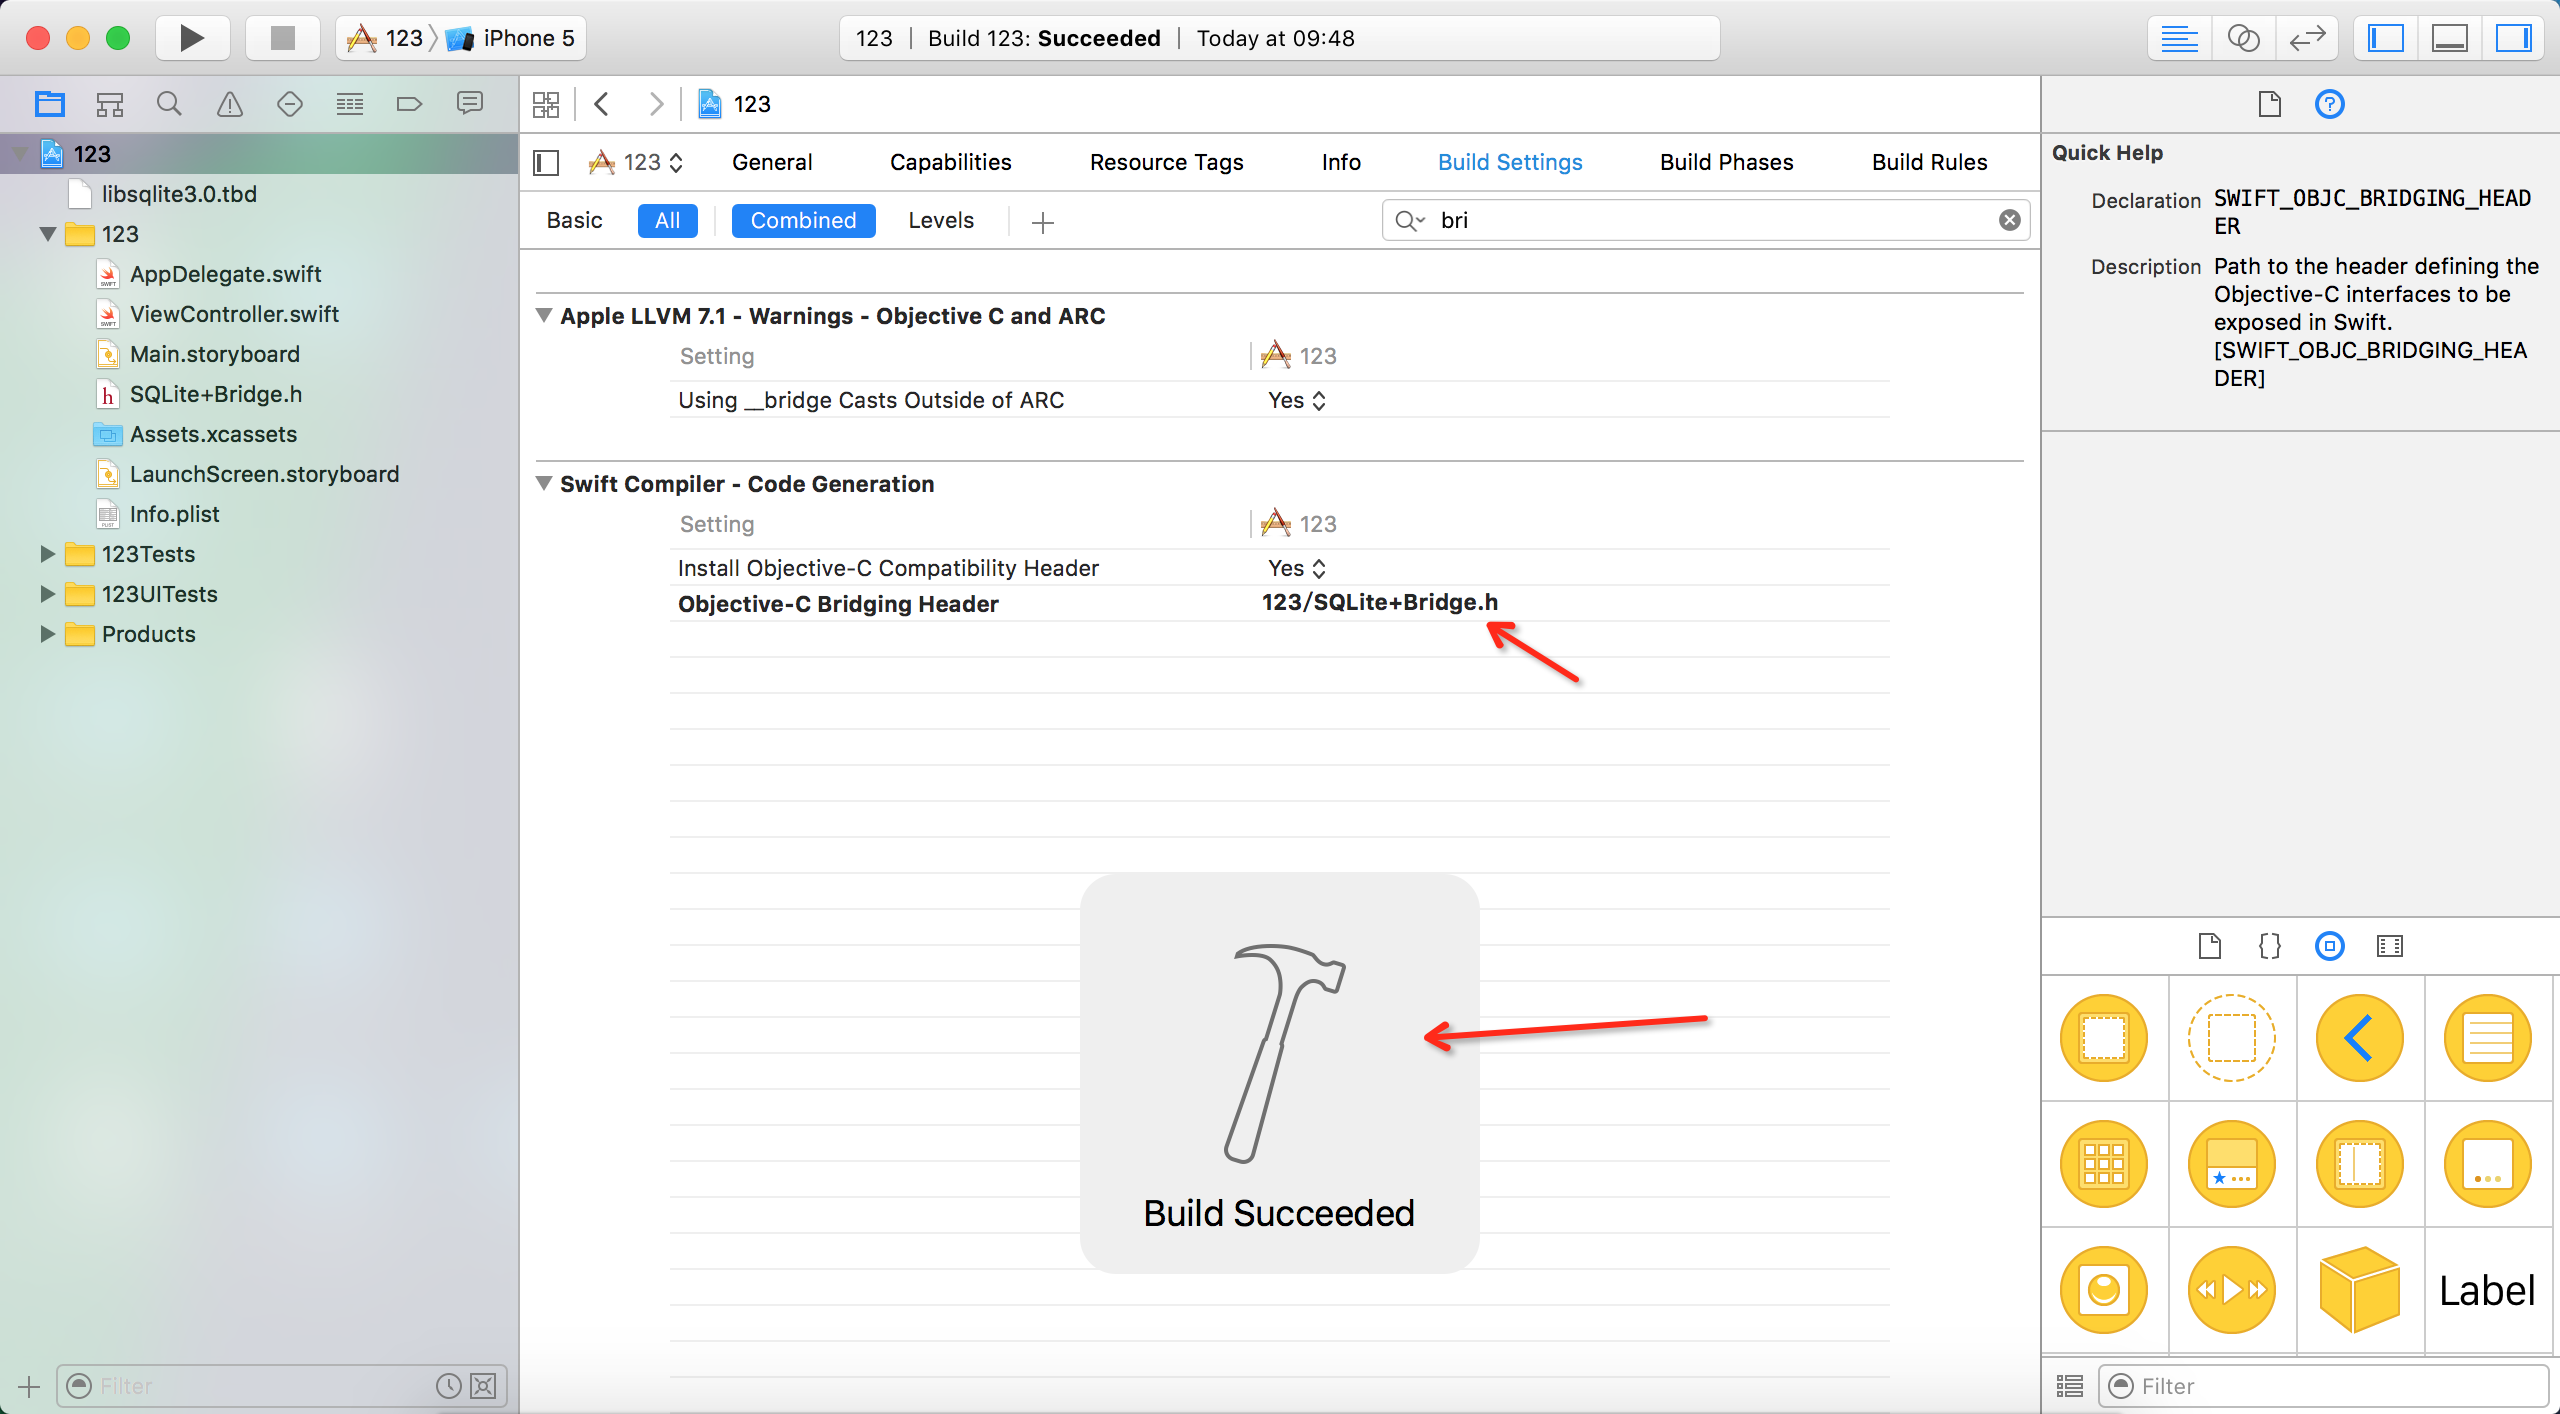 123
iPhone 5
123 | Build 123: Succeeded | Today at 09:48
123
libsqlite3.0.tbd
123
AppDelegate.swift
ViewController.swift
Main.storyboard
SQLite+Bridge.h
Assets.xcassets
LaunchScreen.storyboard
Info.plist
123Tests
123UITests
Products
Filter
123
123 General Capabilities Resource Tags Info Build Settings Build Phases Build Rules
Basic All Combined Levels bri
Apple LLVM 7.1 - Warnings - Objective C and ARC
Setting 123
Using __bridge Casts Outside of ARC Yes
Swift Compiler - Code Generation
Setting 123
Install Objective-C Compatibility Header Yes
Objective-C Bridging Header 123/SQLite+Bridge.h
Build Succeeded
Quick Help
Declaration SWIFT_OBJC_BRIDGING_HEAD
ER
Description Path to the header defining the
Objective-C interfaces to be
exposed in Swift.
[SWIFT_OBJC_BRIDGING_HEA
DER]
Label
Filter